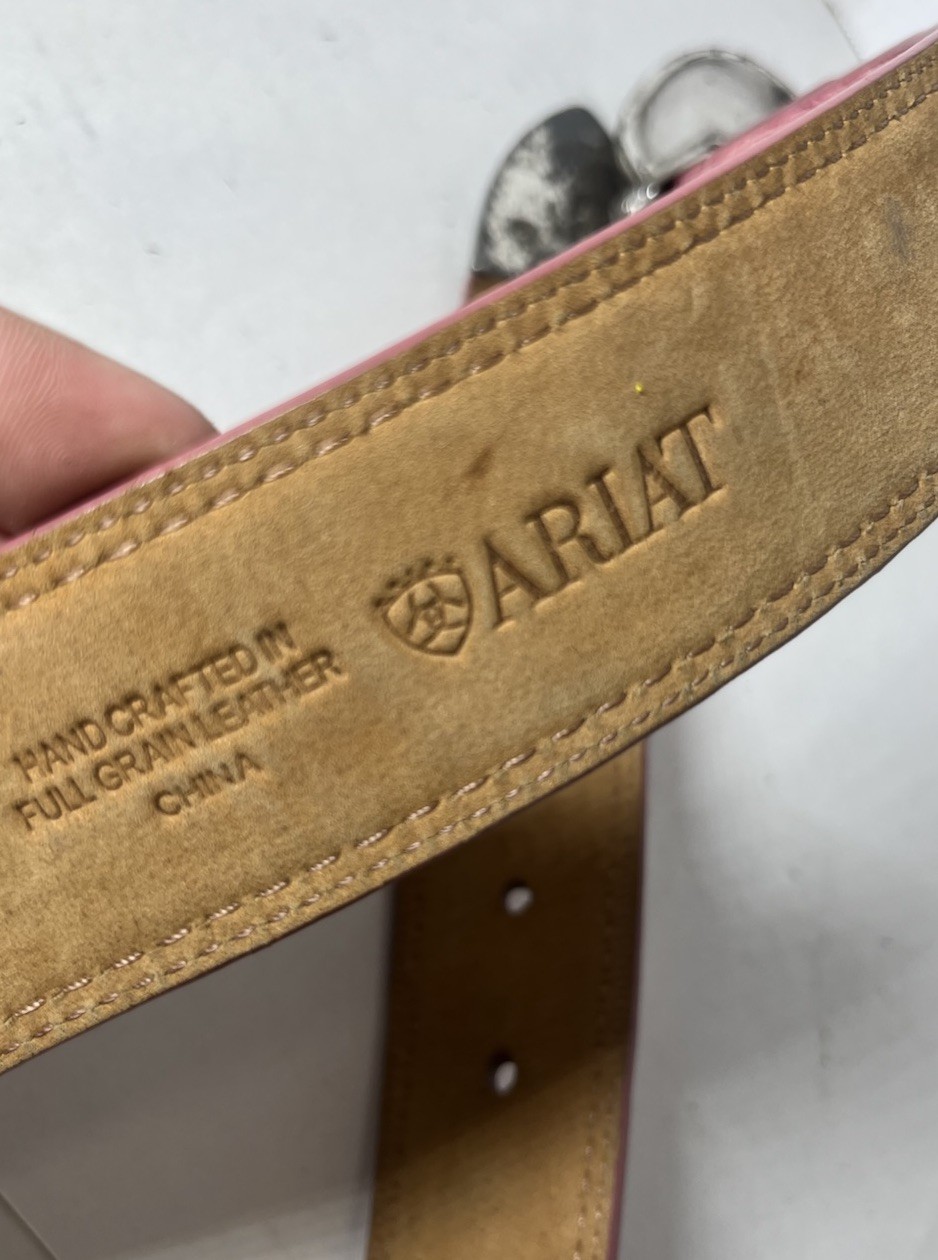 HAND CRAFTED IN
FULL GRAIN LEATHER
CHINA
ARIAT